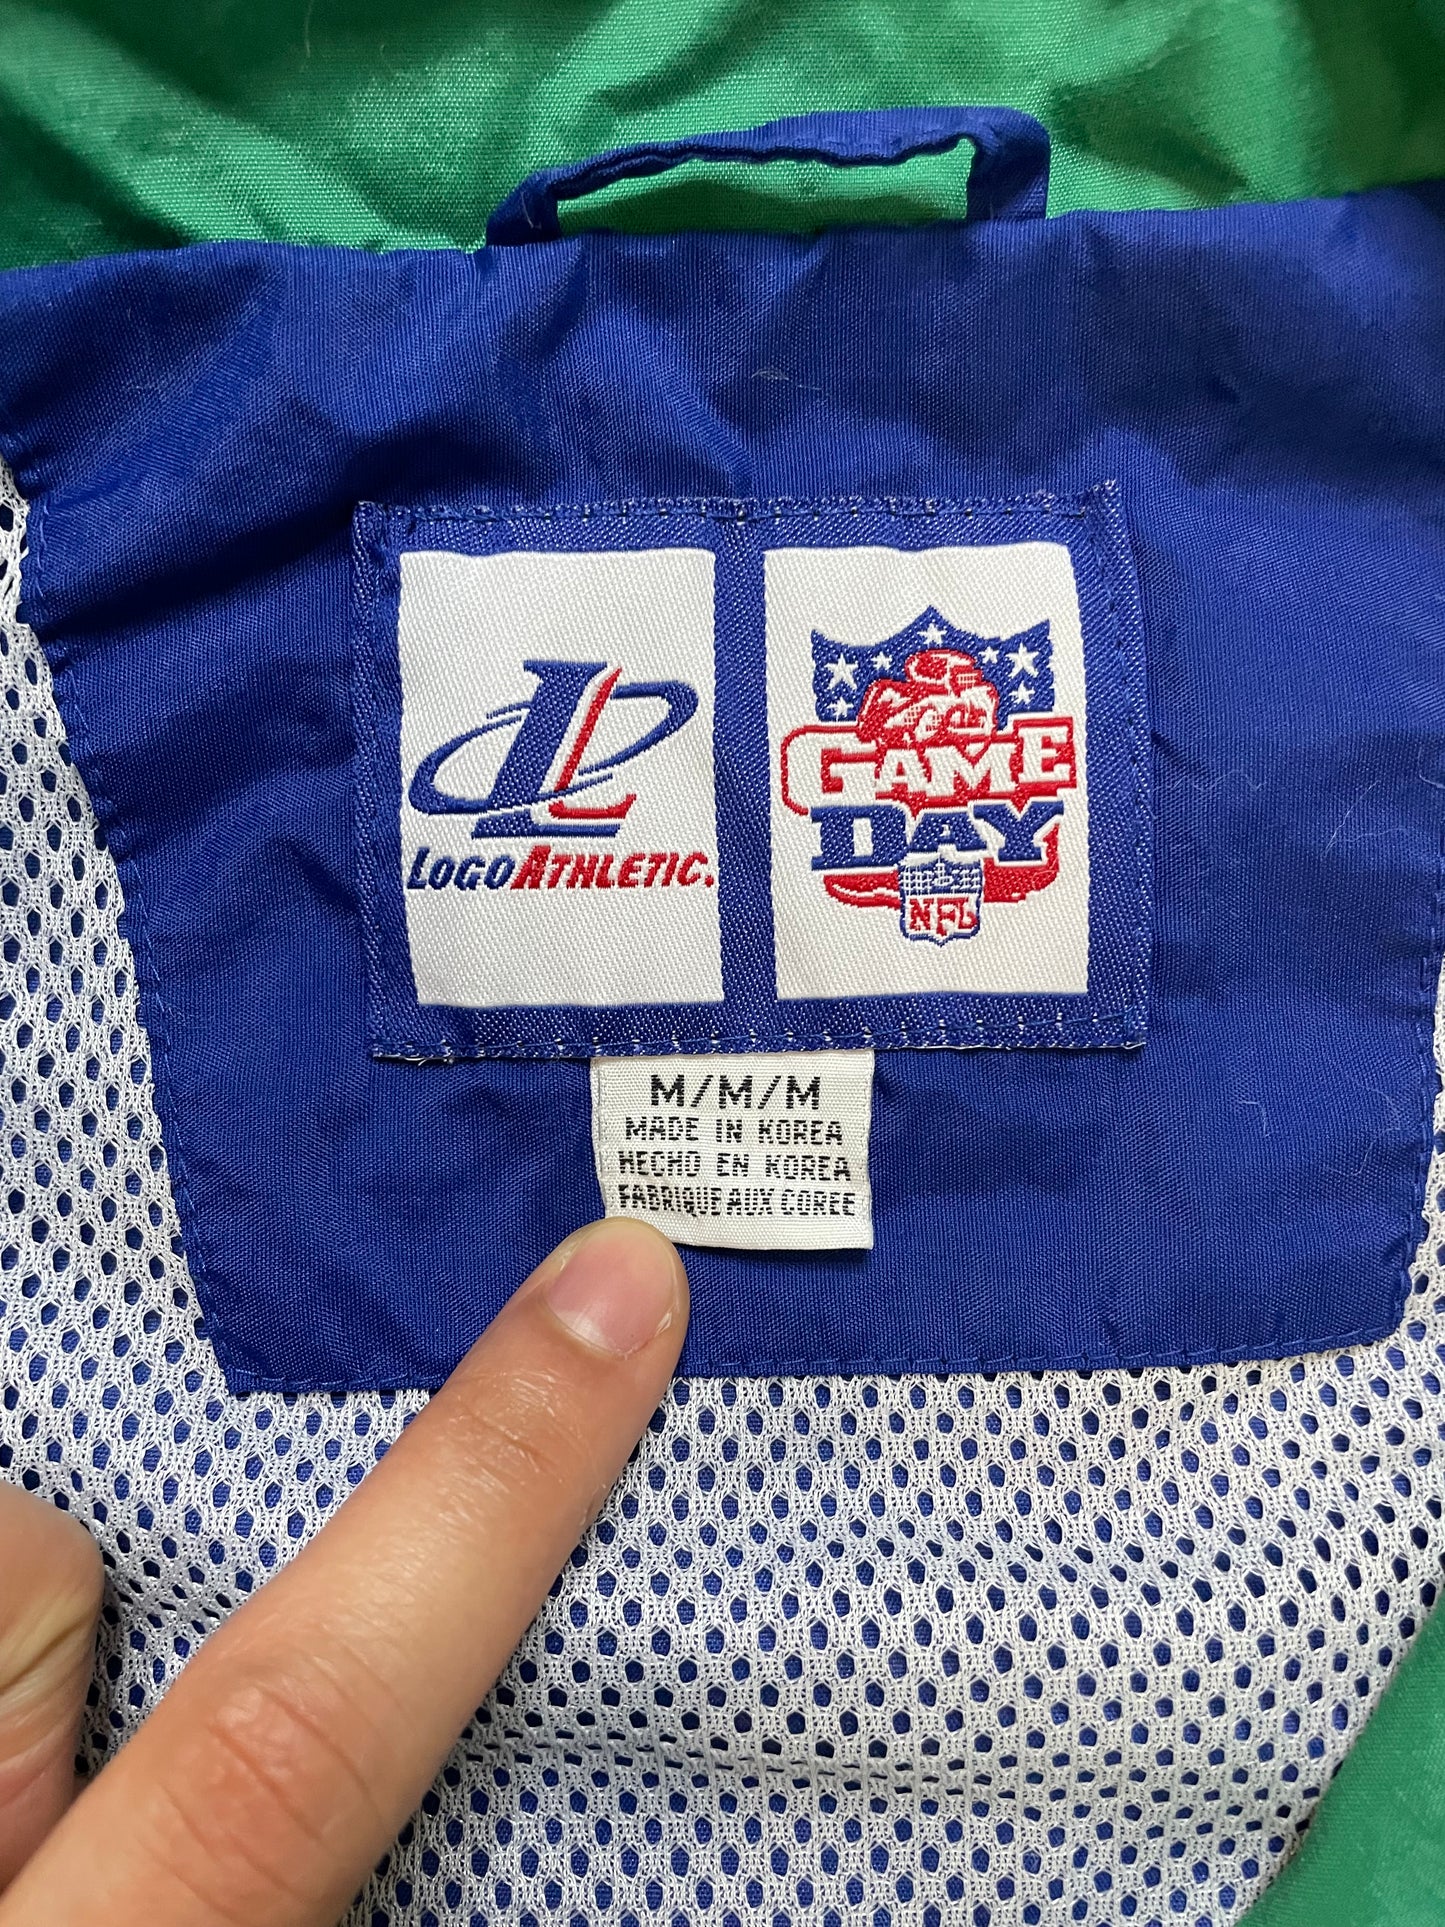 LOGOATHLETIC.
GAME
DAY
NFL
M/M/M
MADE IN KOREA
HECHO EN KOREA
FABRIQUE AUX COREE